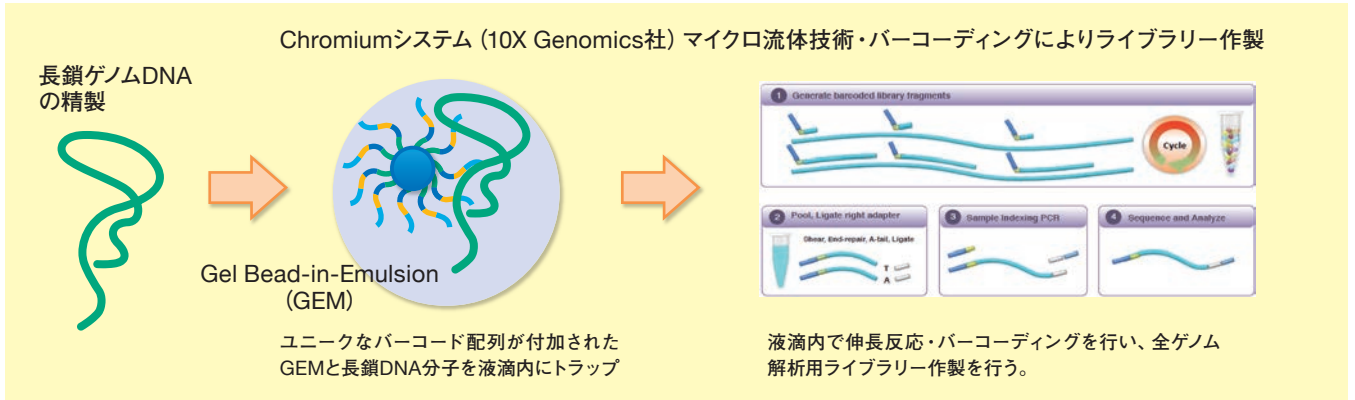 Chromiumシステム (10X Genomics社) マイクロ流体技術・バーコーディングによりライブラリー作製
長鎖ゲノムDNA
の精製
Gel Bead-in-Emulsion
(GEM)
ユニークなバーコード配列が付加された
GEMと長鎖DNA分子を液滴内にトラップ
1 Generate barcoded library fragments
Cycle
2 Pool, Ligate right adapter
Shear, End-repair, A-tail, Ligate
T
A
3 Sample Indexing PCR
4 Sequence and Analyze
液滴内で伸長反応・バーコーディングを行い、全ゲノム
解析用ライブラリー作製を行う。